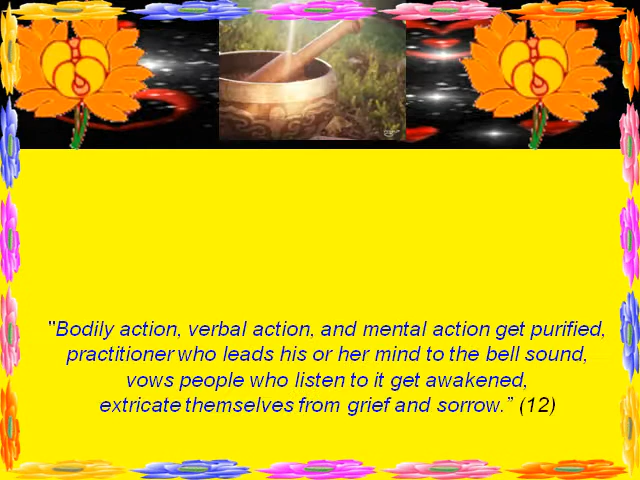 "Bodily action, verbal action, and mental action get purified,
practitioner who leads his or her mind to the bell sound,
vows people who listen to it get awakened,
extricate themselves from grief and sorrow.” (12)